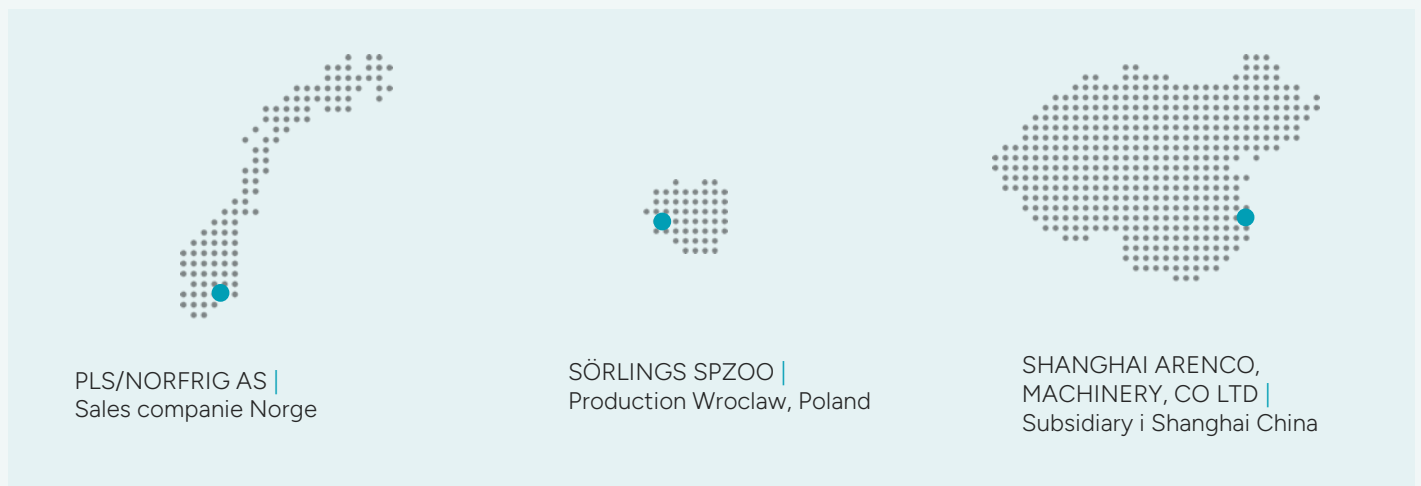 PLS/NORFRIG AS |
Sales companie Norge
SÖRLINGS SPZOO |
Production Wroclaw, Poland
SHANGHAI ARENCO,
MACHINERY, CO LTD |
Subsidiary i Shanghai China